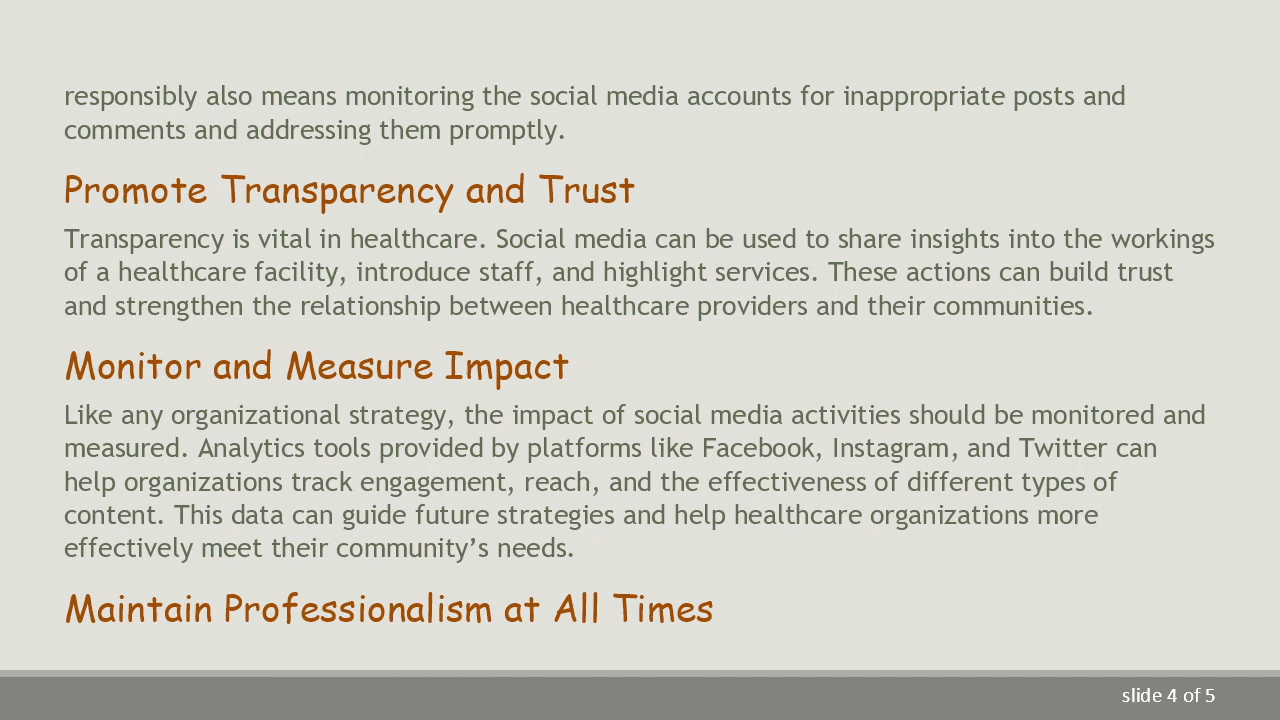 responsibly also means monitoring the social media accounts for inappropriate posts and
comments and addressing them promptly.
Promote Transparency and Trust
Transparency is vital in healthcare. Social media can be used to share insights into the workings
of a healthcare facility, introduce staff, and highlight services. These actions can build trust
and strengthen the relationship between healthcare providers and their communities.
Monitor and Measure Impact
Like any organizational strategy, the impact of social media activities should be monitored and
measured. Analytics tools provided by platforms like Facebook, Instagram, and Twitter can
help organizations track engagement, reach, and the effectiveness of different types of
content. This data can guide future strategies and help healthcare organizations more
effectively meet their community’s needs.
Maintain Professionalism at All Times
slide 4 of 5